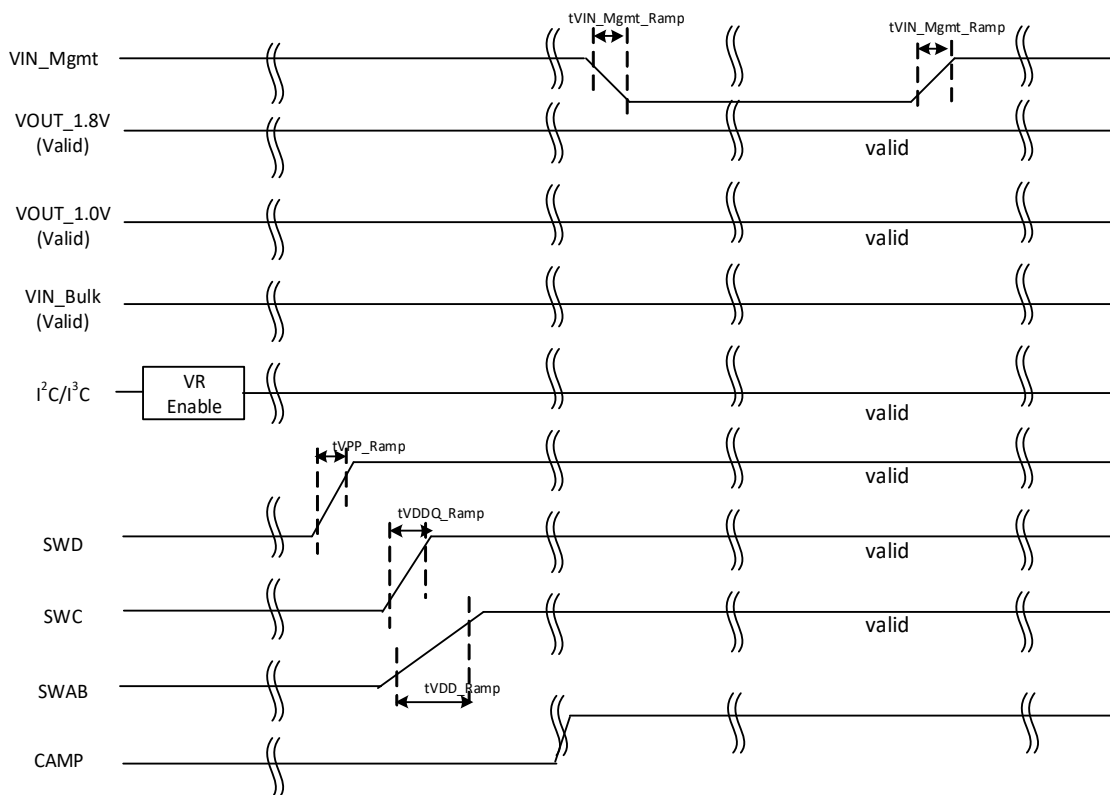 tVIN_Mgmt_Ramp
tVIN_Mgmt_Ramp
VIN_Mgmt
VOUT_1.8V
(Valid)
valid
VOUT_1.0V
(Valid)
valid
VIN_Bulk
(Valid)
I²C/I³C
VR
Enable
valid
tVPP_Ramp
valid
tVDDQ_Ramp
SWD
valid
SWC
valid
SWAB
tVDD_Ramp
CAMP